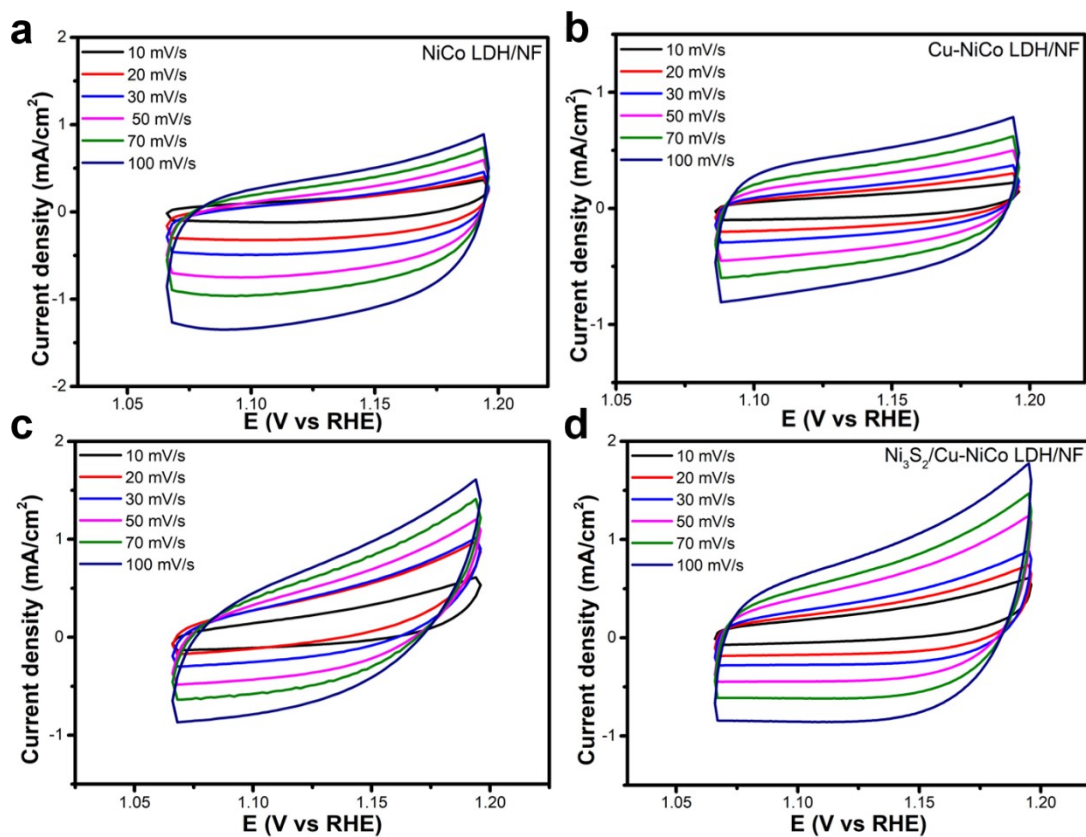 a
NiCo LDH/NF
10 mV/s
20 mV/s
30 mV/s
50 mV/s
70 mV/s
100 mV/s
2
1
0
-1
-2
1.05
1.10
1.15
1.20
Current density (mA/cm²)
E (V vs RHE)
b
Cu-NiCo LDH/NF
10 mV/s
20 mV/s
30 mV/s
50 mV/s
70 mV/s
100 mV/s
1
0
-1
1.05
1.10
1.15
1.20
Current density (mA/cm²)
E (V vs RHE)
c
10 mV/s
20 mV/s
30 mV/s
50 mV/s
70 mV/s
100 mV/s
2
1
0
-1
1.05
1.10
1.15
1.20
Current density (mA/cm²)
E (V vs RHE)
d
Ni₃S₂/Cu-NiCo LDH/NF
10 mV/s
20 mV/s
30 mV/s
50 mV/s
70 mV/s
100 mV/s
2
1
0
-1
1.05
1.10
1.15
1.20
Current density (mA/cm²)
E (V vs RHE)